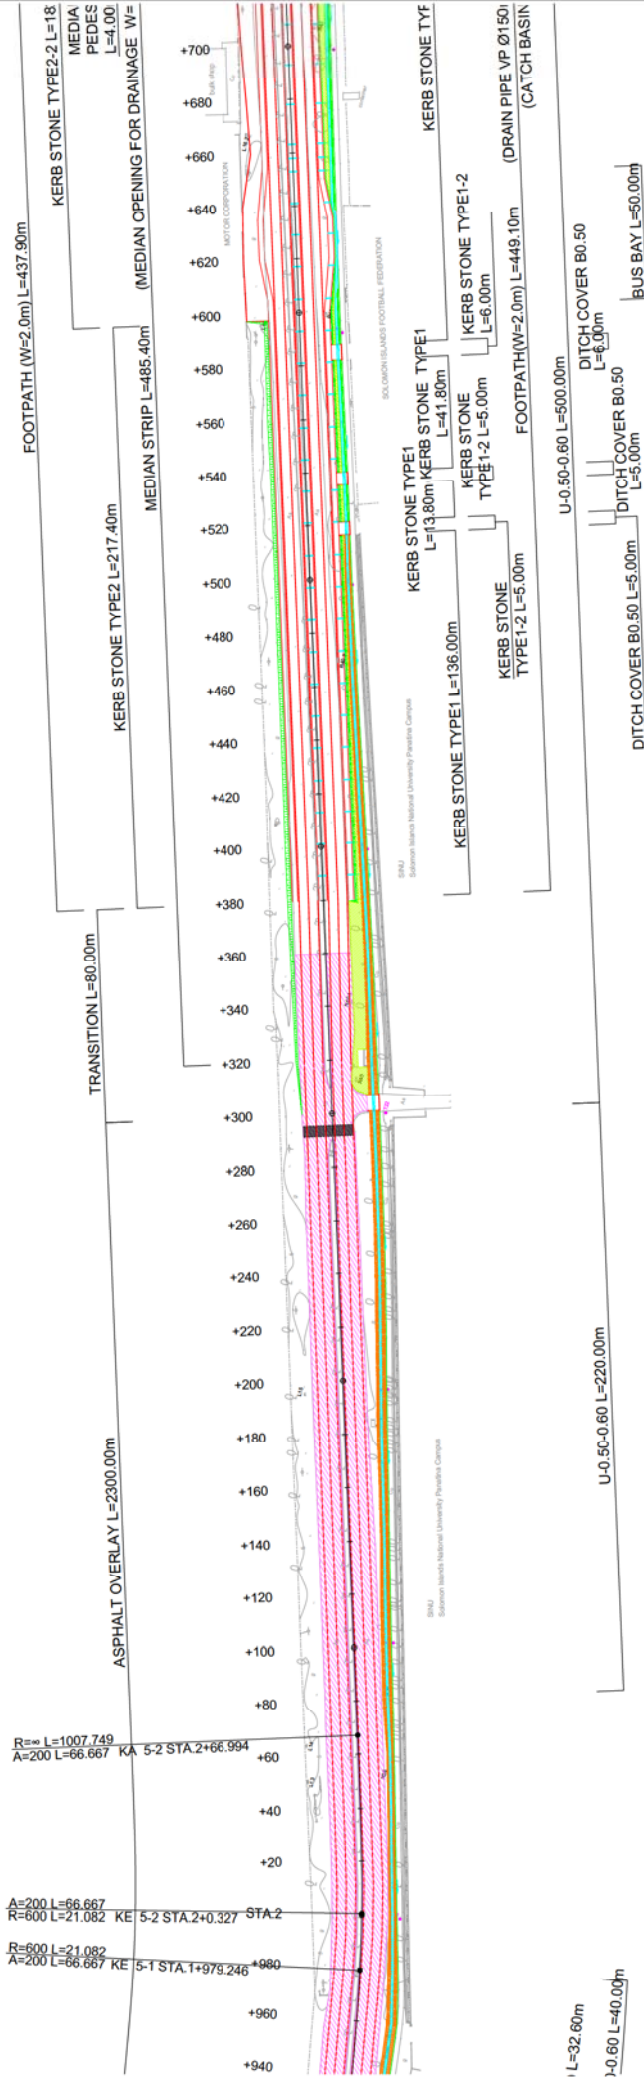 FOOTPATH (W=2.0m) L=437.90m
KERB STONE TYPE2-2 L=18
MEDIA
PEDES
L=4.00
(MEDIAN OPENING FOR DRAINAGE W=
KERB STONE TYPE2 L=217.40m
MEDIAN STRIP L=485.40m
TRANSITION L=80.00m
ASPHALT OVERLAY L=2300.00m
+700
+680
+660
+640
+620
+600
+580
+560
+540
+520
+500
+480
+460
+440
+420
+400
+380
+360
+340
+320
+300
+280
+260
+240
+220
+200
+180
+160
+140
+120
+100
+80
+60
+40
+20
STA.2
+980
+960
+940
R=∞ L=1007.749
A=200 L=66.667 KA 5-2 STA.2+66.994
A=200 L=66.667
R=600 L=21.082 KE 5-2 STA.2+0.327
R=600 L=21.082
A=200 L=66.667 KE 5-1 STA.1+979.246
bulk shop
MOTOR CORPORATION
SOLOMON ISLANDS FOOTBALL FEDERATION
SINU
Solomon Islands National University Panatina Campus
SINU
Solomon Islands National University Panatina Campus
KERB STONE TYP
KERB STONE TYPE1-2
L=6.00m
KERB STONE TYPE1
L=41.80m
KERB STONE TYPE1
L=13.80m
KERB STONE
TYPE1-2 L=5.00m
KERB STONE
TYPE1-2 L=5.00m
KERB STONE TYPE1 L=136.00m
(DRAIN PIPE VP Ø150
(CATCH BASIN
FOOTPATH(W=2.0m) L=449.10m
U-0.50-0.60 L=500.00m
DITCH COVER B0.50
L=6.00m
BUS BAY L=50.00m
DITCH COVER B0.50
L=5.00m
DITCH COVER B0.50 L=5.00m
U-0.50-0.60 L=220.00m
L=32.60m
0-0.60 L=40.00m